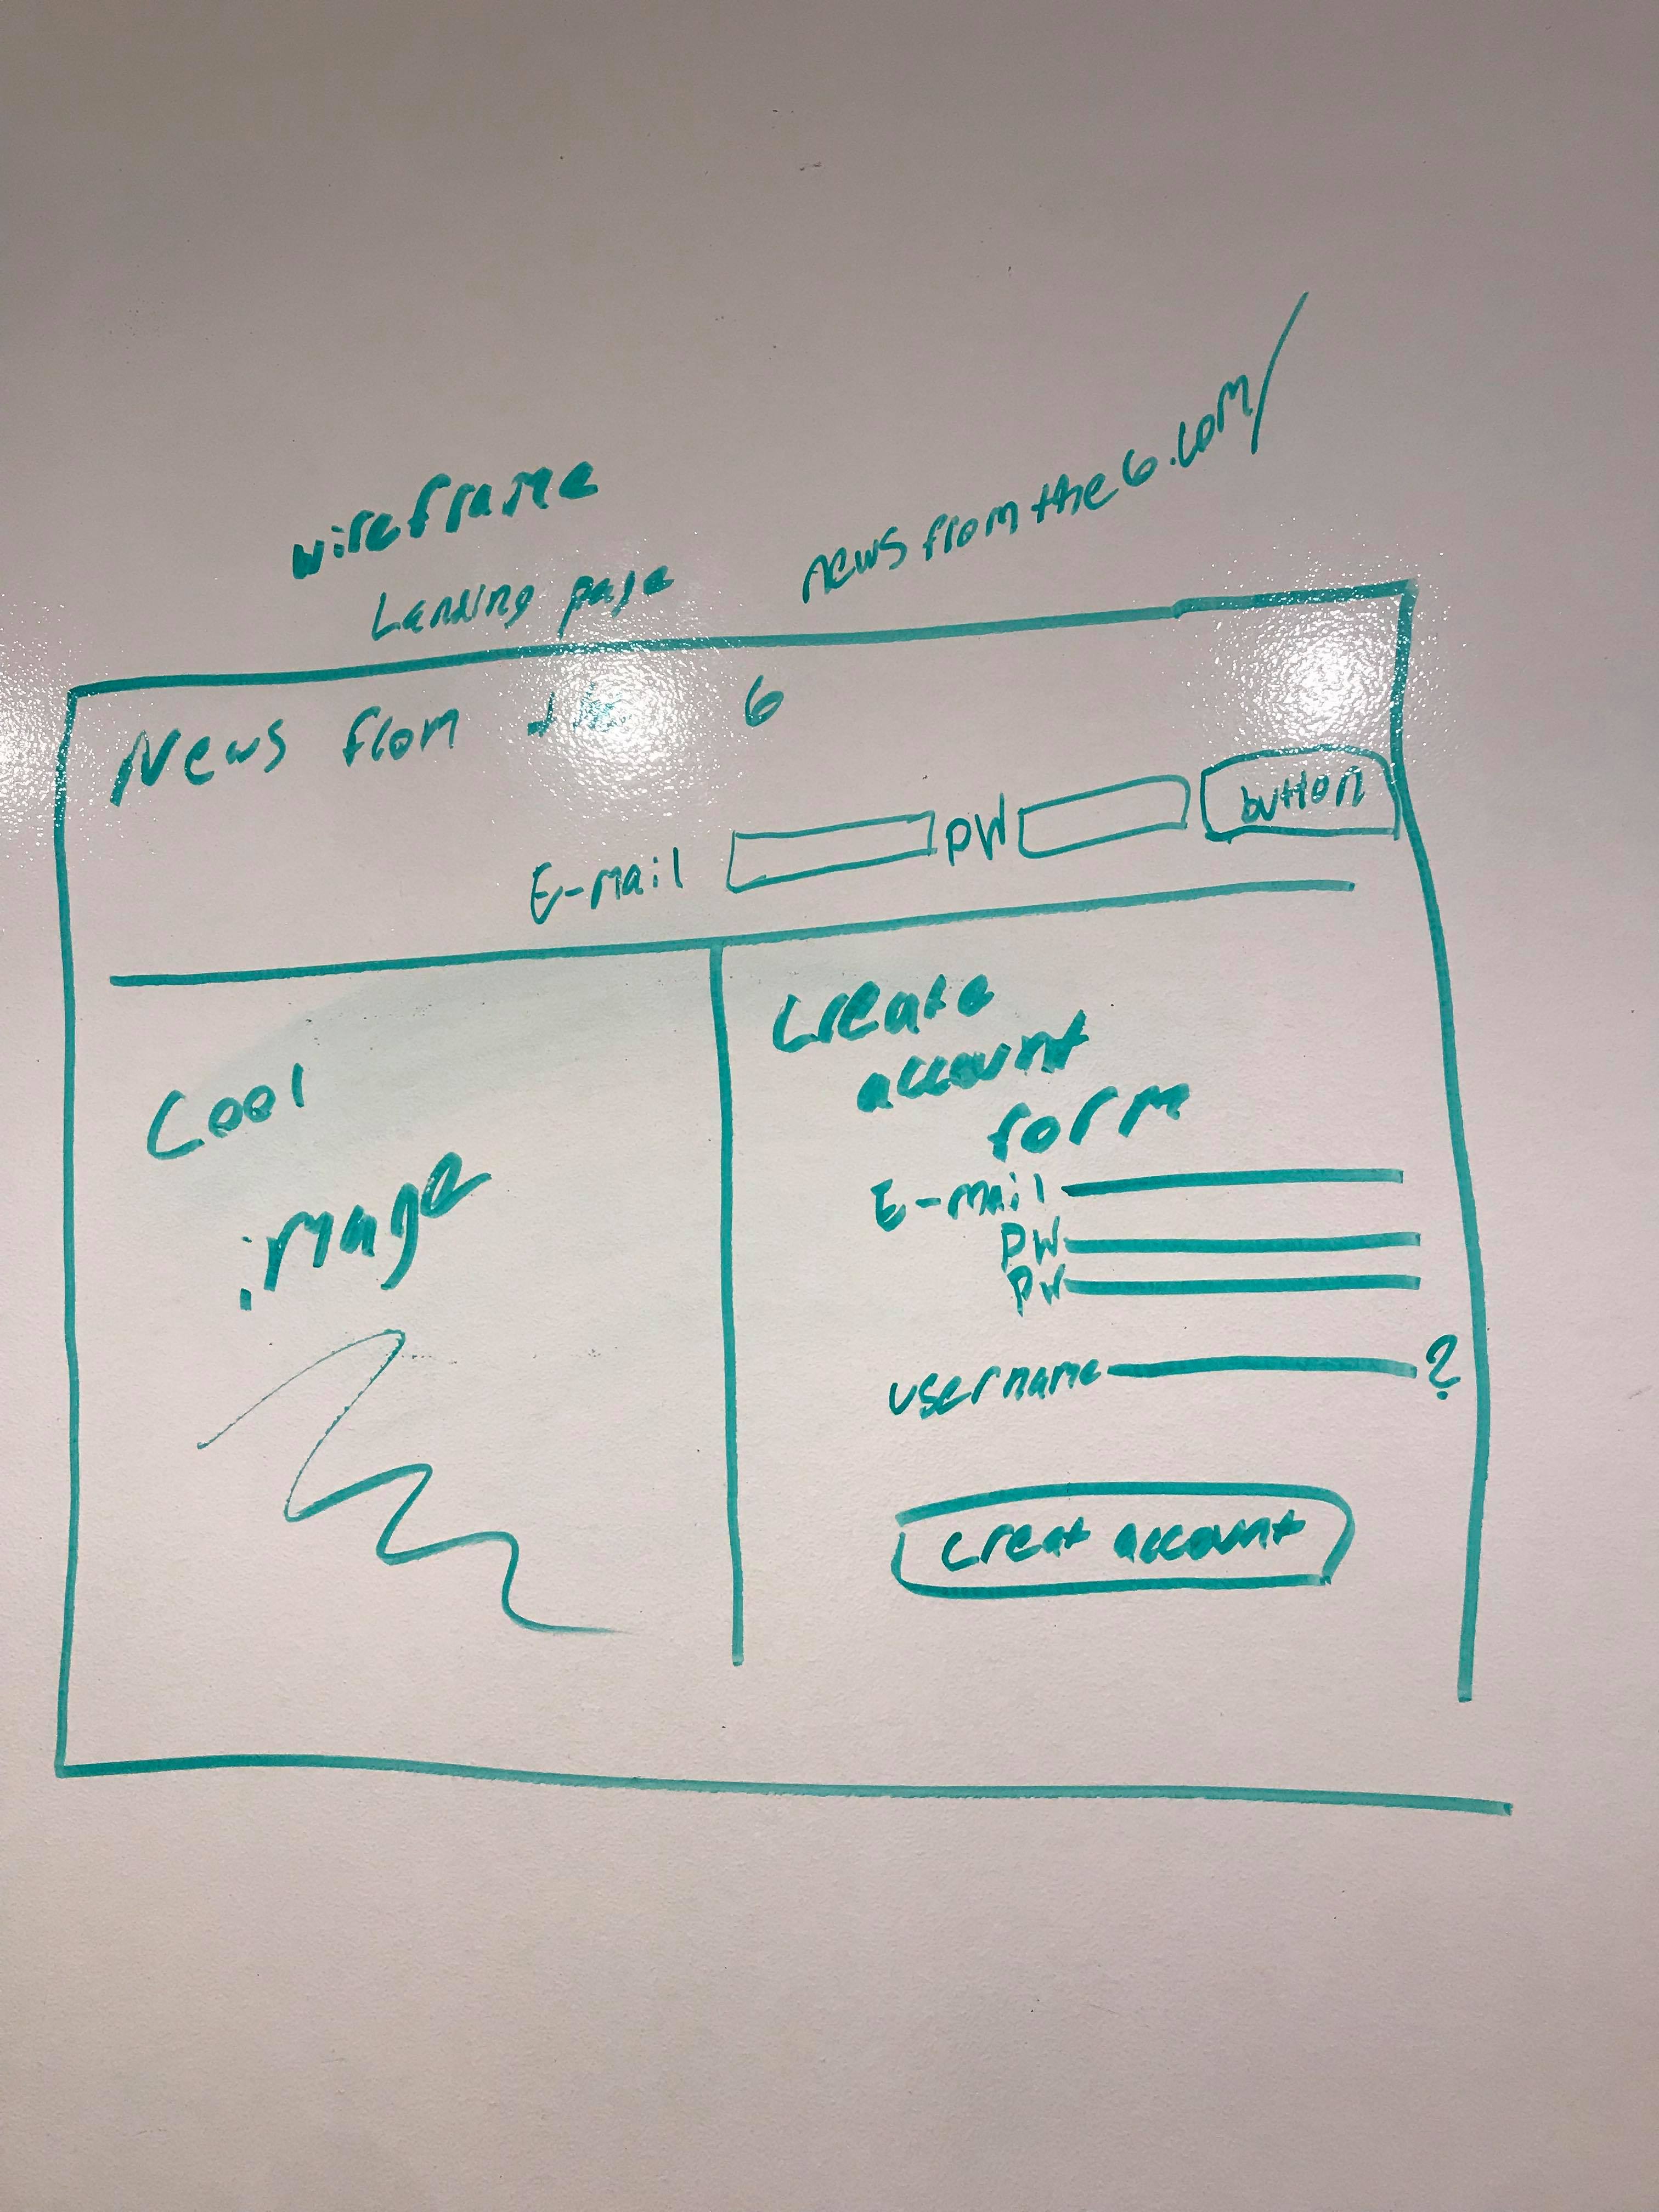 wireframe
Landing page
newsfromthe6.com/
News from the 6
E-mail PW button
Cool
image
Create
account
form
E-mail
PW
PW
username ?
creat account